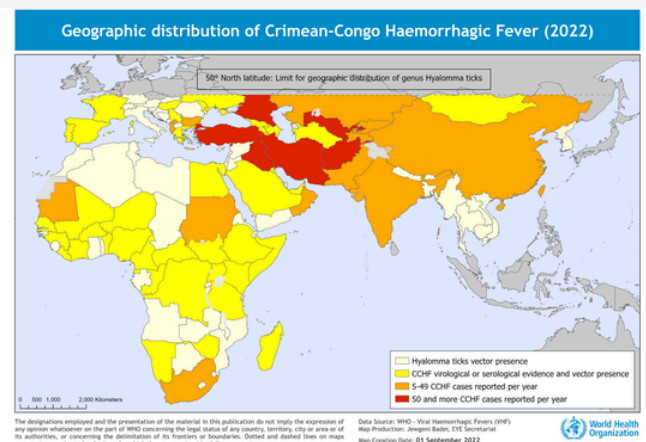 Geographic distribution of Crimean-Congo Haemorrhagic Fever (2022)
50° North latitude: Limit for geographic distribution of genus Hyalomma ticks
Hyalomma ticks vector presence
CCHF virological or serological evidence and vector presence
5-49 CCHF cases reported per year
50 and more CCHF cases reported per year
0 500 1,000 2,000 Kilometers
The designations employed and the presentation of the material in this publication do not imply the expression of
any opinion whatsoever on the part of WHO concerning the legal status of any country, territory, city or area or of
its authorities, or concerning the delimitation of its frontiers or boundaries. Dotted and dashed lines on maps
Data Source: WHO - Viral Haemorrhagic Fevers (VHF)
Map-Production: Jewgeni Bader, EYE Secretariat
Map-Creation Date: 01 September 2022
World Health
Organization